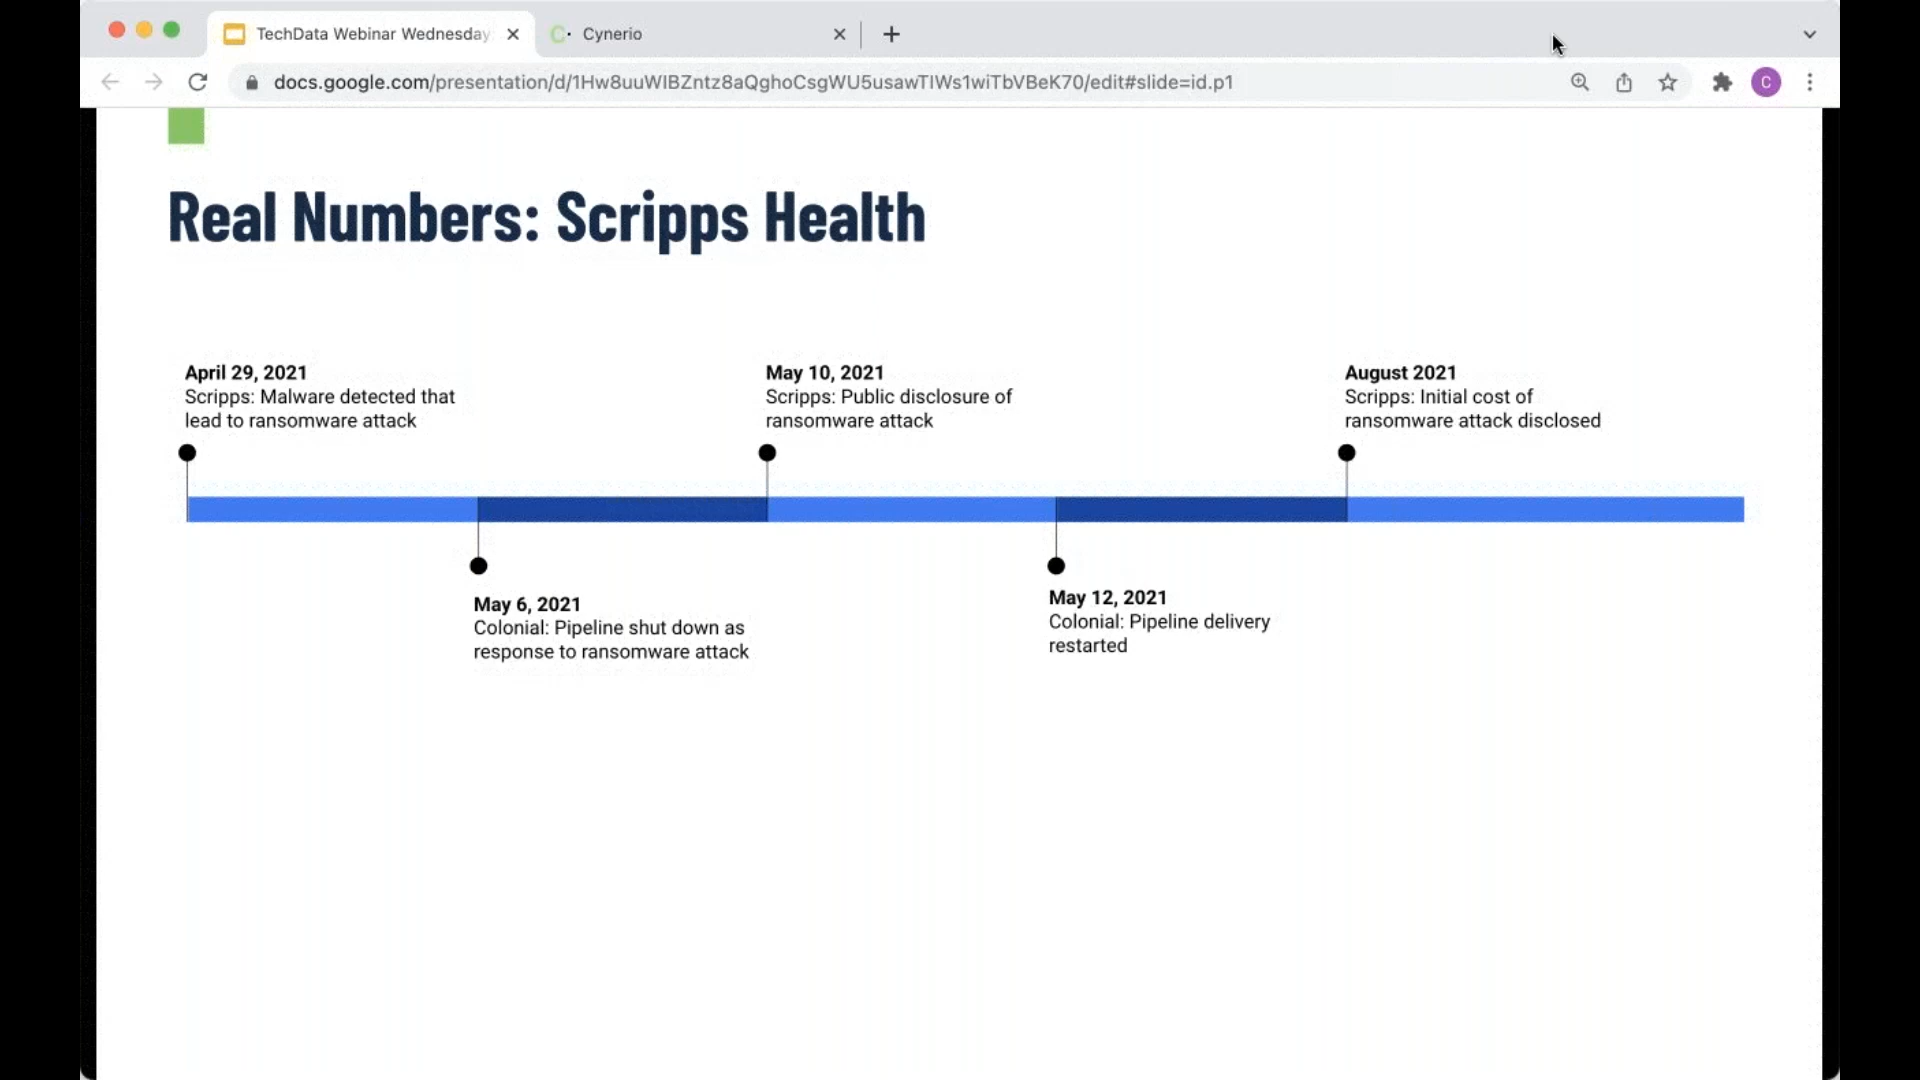 TechData Webinar Wednesday
Cynerio
docs.google.com/presentation/d/1Hw8uuWIBZntz8aQghoCsgWU5usawTIWs1wiTbVBeK70/edit#slide=id.p1
C
Real Numbers: Scripps Health
April 29, 2021
Scripps: Malware detected that
lead to ransomware attack
May 10, 2021
Scripps: Public disclosure of
ransomware attack
August 2021
Scripps: Initial cost of
ransomware attack disclosed
May 6, 2021
Colonial: Pipeline shut down as
response to ransomware attack
May 12, 2021
Colonial: Pipeline delivery
restarted